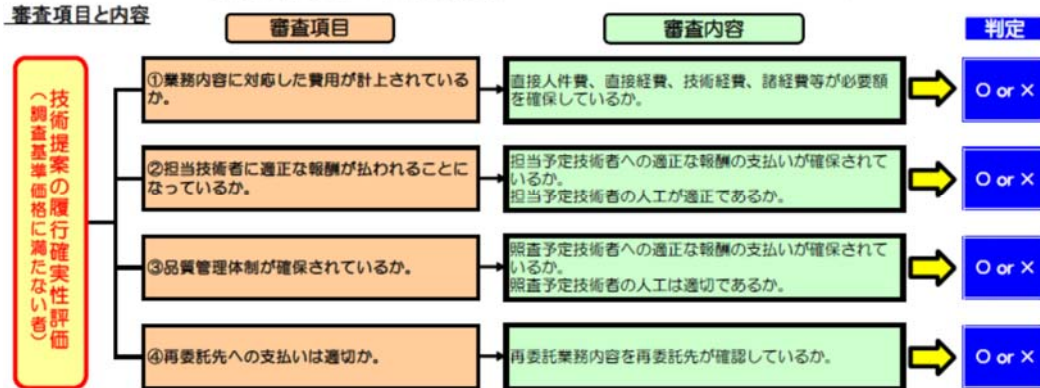 審査項目と内容
審査項目
審査内容
判定
技術提案の履行確実性評価
（調査基準価格に満たない者）
①業務内容に対応した費用が計上されている
か。
直接人件費、直接経費、技術経費、諸経費等が必要額
を確保しているか。
O or ×
②担当技術者に適正な報酬が払われることに
なっているか。
担当予定技術者への適正な報酬の支払いが確保されて
いるか。
担当予定技術者の人工が適正であるか。
O or ×
③品質管理体制が確保されているか。
照査予定技術者への適正な報酬の支払いが確保されて
いるか。
照査予定技術者の人工は適切であるか。
O or ×
④再委託先への支払いは適切か。
再委託業務内容を再委託先が確認しているか。
O or ×